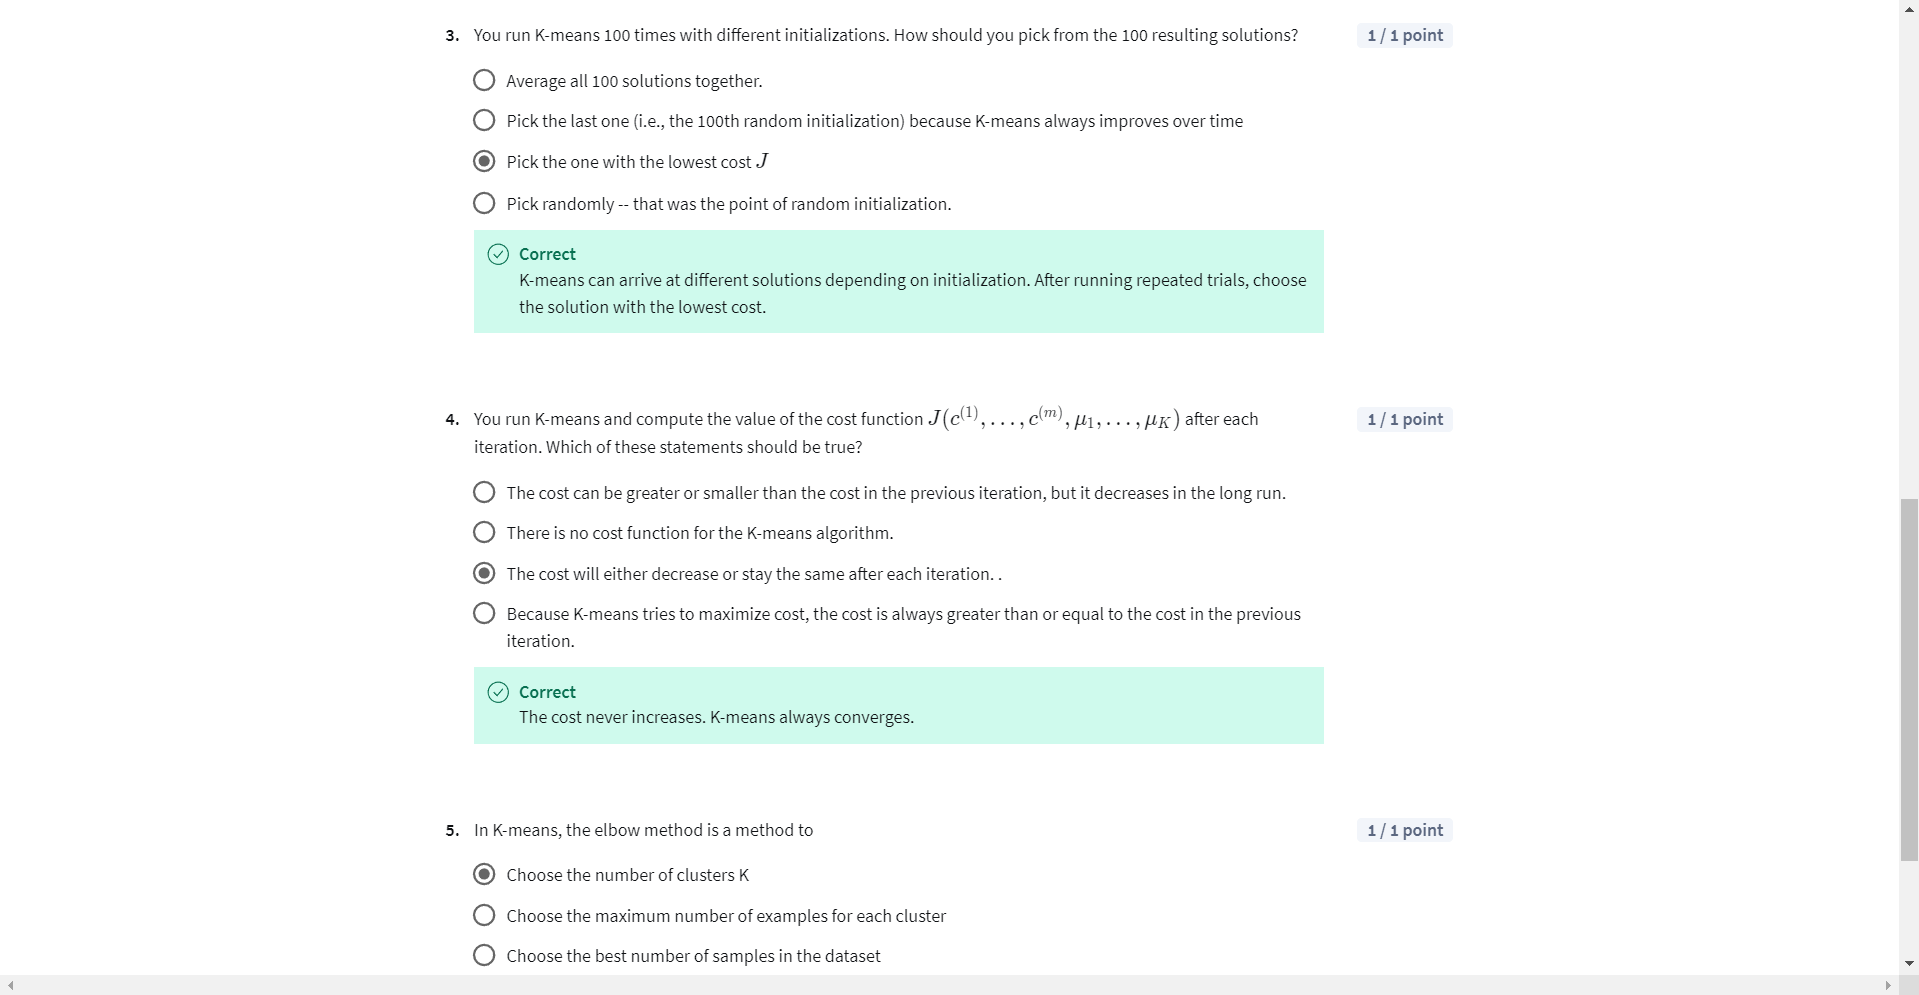 3. You run K-means 100 times with different initializations. How should you pick from the 100 resulting solutions? 1 / 1 point
Average all 100 solutions together.
Pick the last one (i.e., the 100th random initialization) because K-means always improves over time
Pick the one with the lowest cost J
Pick randomly -- that was the point of random initialization.
Correct
K-means can arrive at different solutions depending on initialization. After running repeated trials, choose
the solution with the lowest cost.
4. You run K-means and compute the value of the cost function J(c⁽¹⁾, . . . , c⁽ᵐ⁾, μ₁, . . . , μ_K) after each 1 / 1 point
iteration. Which of these statements should be true?
The cost can be greater or smaller than the cost in the previous iteration, but it decreases in the long run.
There is no cost function for the K-means algorithm.
The cost will either decrease or stay the same after each iteration. .
Because K-means tries to maximize cost, the cost is always greater than or equal to the cost in the previous
iteration.
Correct
The cost never increases. K-means always converges.
5. In K-means, the elbow method is a method to 1 / 1 point
Choose the number of clusters K
Choose the maximum number of examples for each cluster
Choose the best number of samples in the dataset